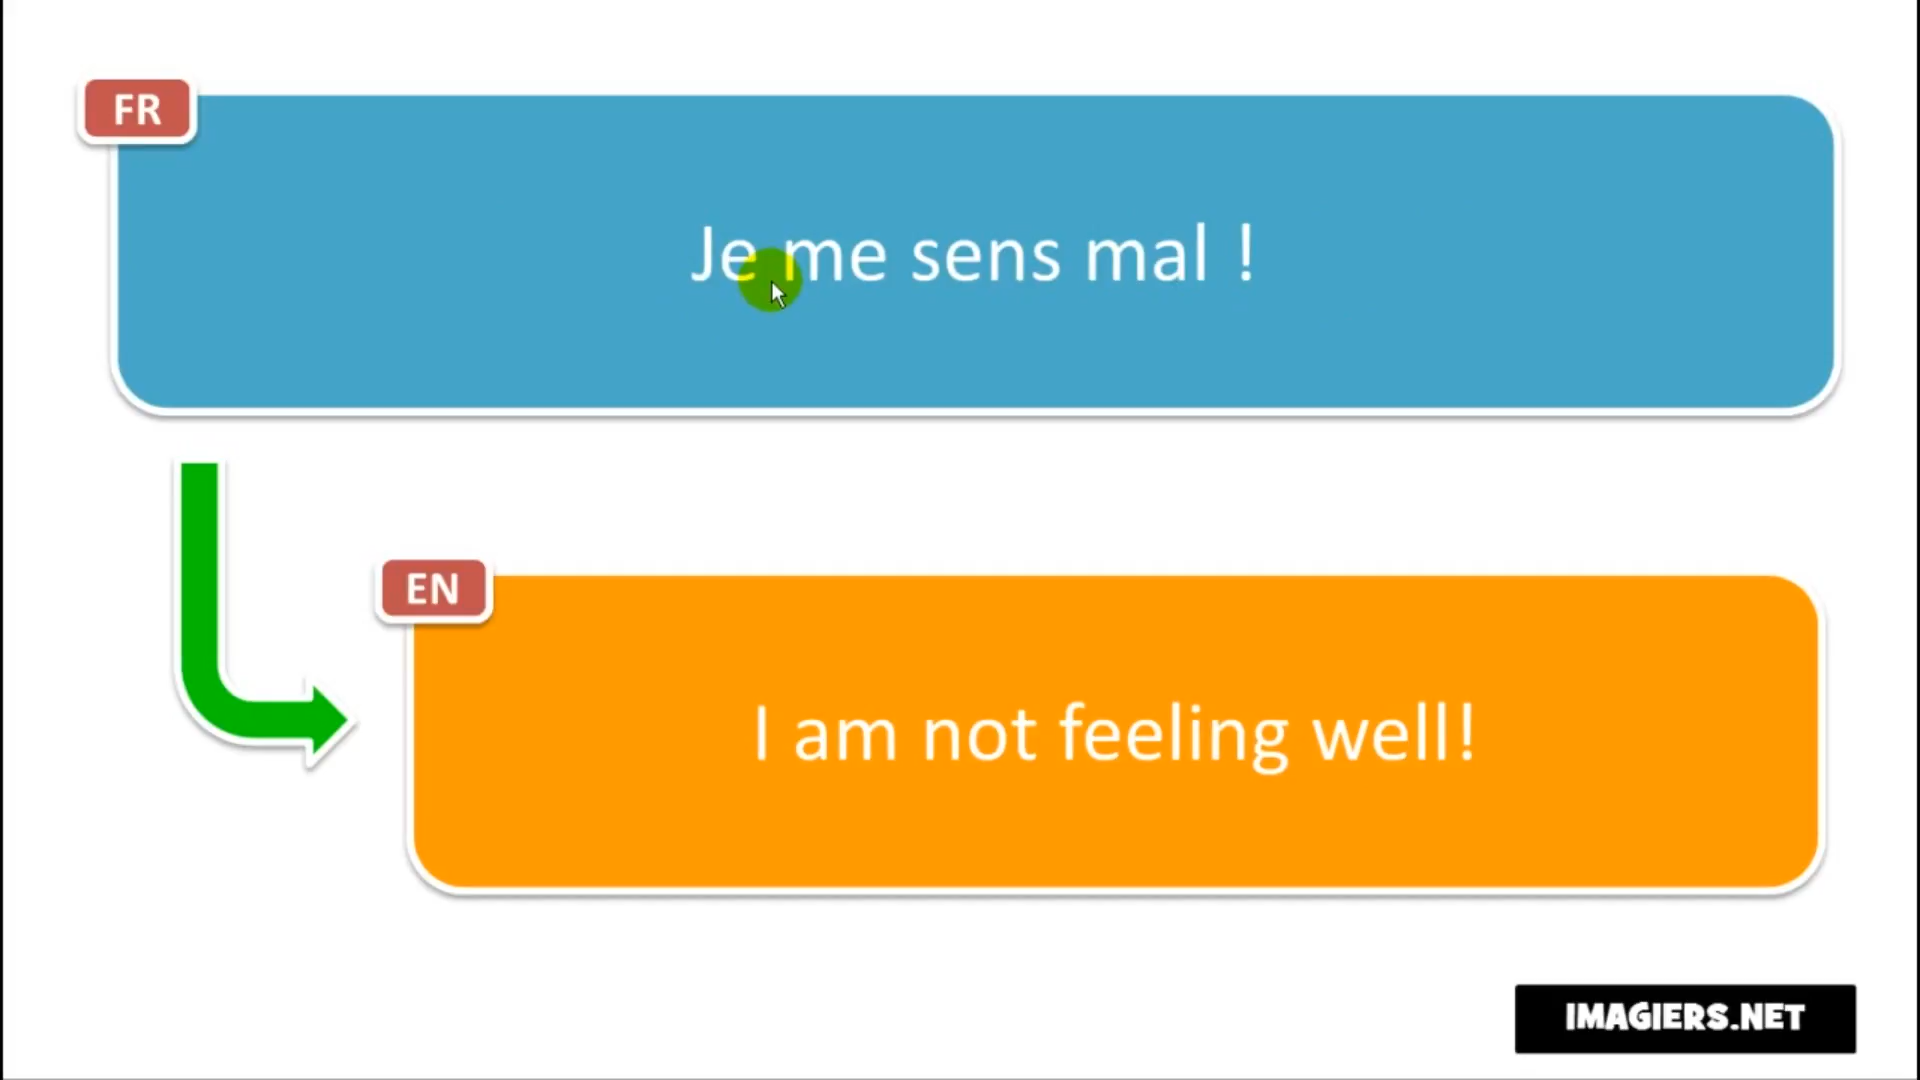 FR
Je me sens mal !
EN
I am not feeling well!
IMAGIERS.NET